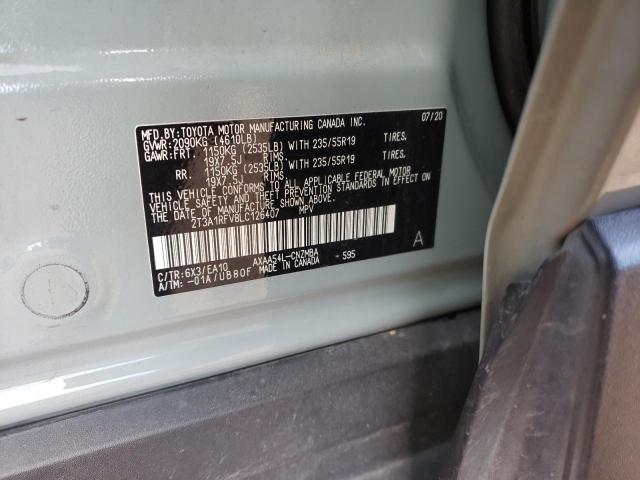 MFD.BY:TOYOTA MOTOR MANUFACTURING CANADA INC. 07/20
GVWR:2090KG (4610LB)
GAWR:FRT. 1150KG (2535LB) WITH 235/55R19 TIRES.
19X7.5J RIMS.
RR. 1150KG (2535LB) WITH 235/55R19 TIRES.
19X7.5J RIMS.
THIS VEHICLE CONFORMS TO ALL APPLICABLE FEDERAL MOTOR
VEHICLE SAFETY AND THEFT PREVENTION STANDARDS IN EFFECT ON
THE DATE OF MANUFACTURE SHOWN ABOVE.
2T3A1RFV8LC126407 MPV
A
C/TR:6X3/EA10 AXAA54L-CNZMBA -595
A/TM:-01A/UB80F MADE IN CANADA